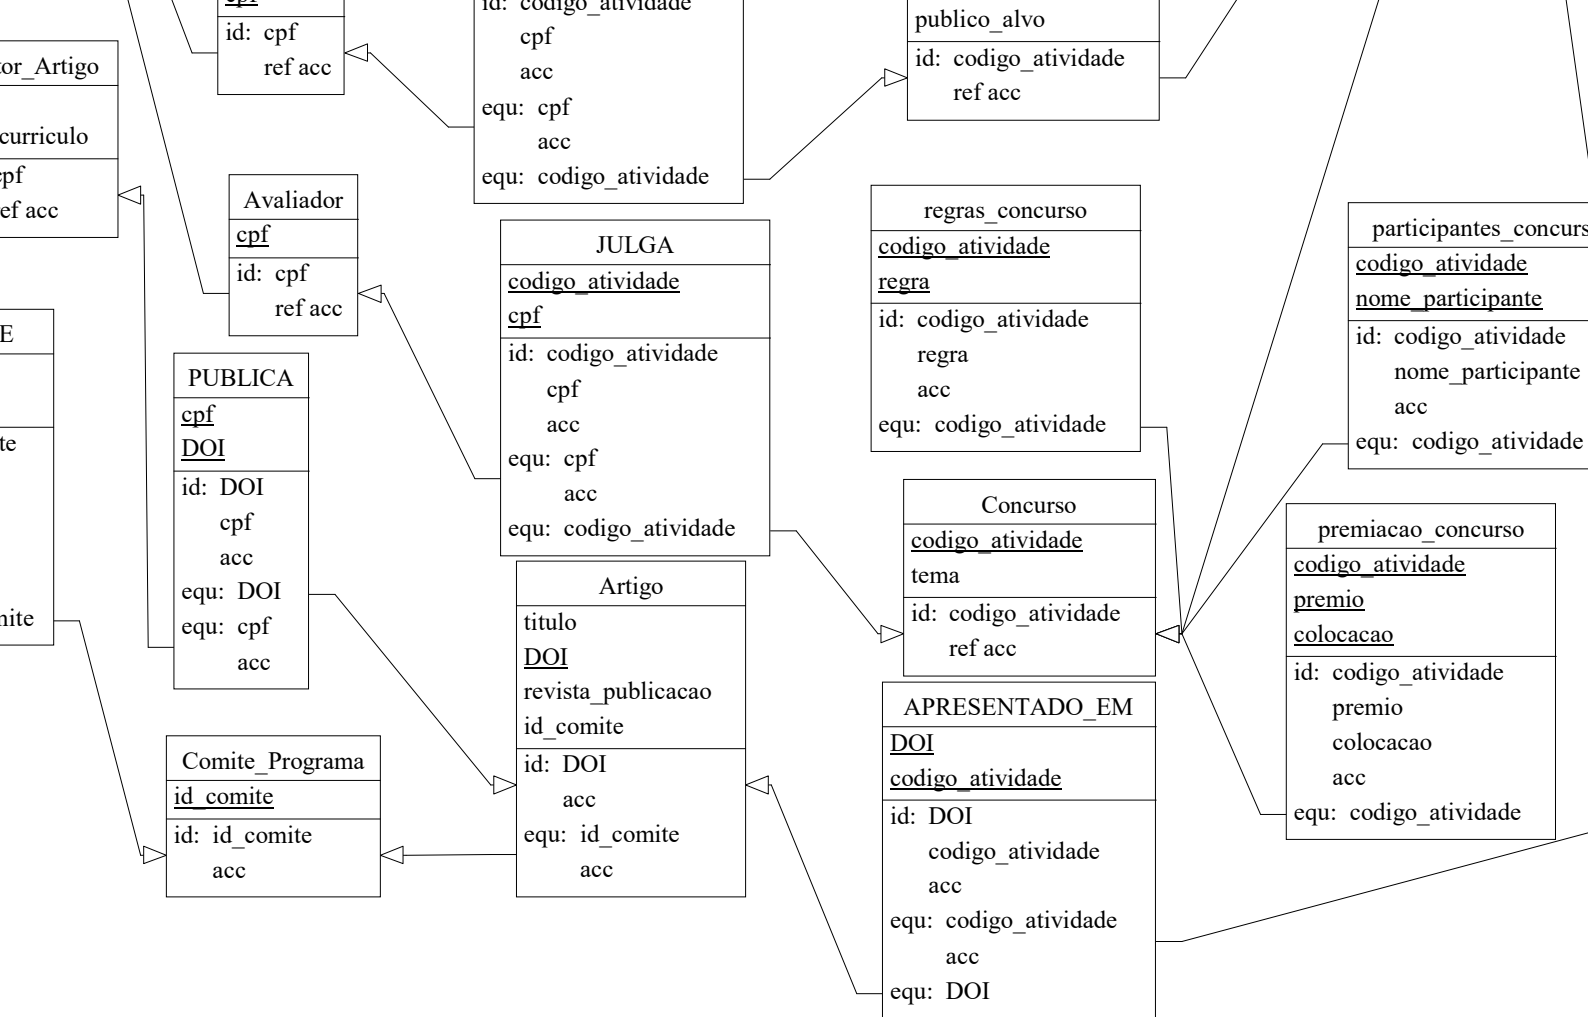 cpf
id: cpf
ref acc
id: codigo_atividade
cpf
acc
equ: cpf
acc
equ: codigo_atividade
publico_alvo
id: codigo_atividade
ref acc
tor_Artigo
curriculo
cpf
ref acc
Avaliador
cpf
id: cpf
ref acc
JULGA
codigo_atividade
cpf
id: codigo_atividade
cpf
acc
equ: cpf
acc
equ: codigo_atividade
regras_concurso
codigo_atividade
regra
id: codigo_atividade
regra
acc
equ: codigo_atividade
participantes_concurs
codigo_atividade
nome_participante
id: codigo_atividade
nome_participante
acc
equ: codigo_atividade
E
te
mite
PUBLICA
cpf
DOI
id: DOI
cpf
acc
equ: DOI
equ: cpf
acc
Concurso
codigo_atividade
tema
id: codigo_atividade
ref acc
premiacao_concurso
codigo_atividade
premio
colocacao
id: codigo_atividade
premio
colocacao
acc
equ: codigo_atividade
Artigo
titulo
DOI
revista_publicacao
id_comite
id: DOI
acc
equ: id_comite
acc
Comite_Programa
id_comite
id: id_comite
acc
APRESENTADO_EM
DOI
codigo_atividade
id: DOI
codigo_atividade
acc
equ: codigo_atividade
acc
equ: DOI